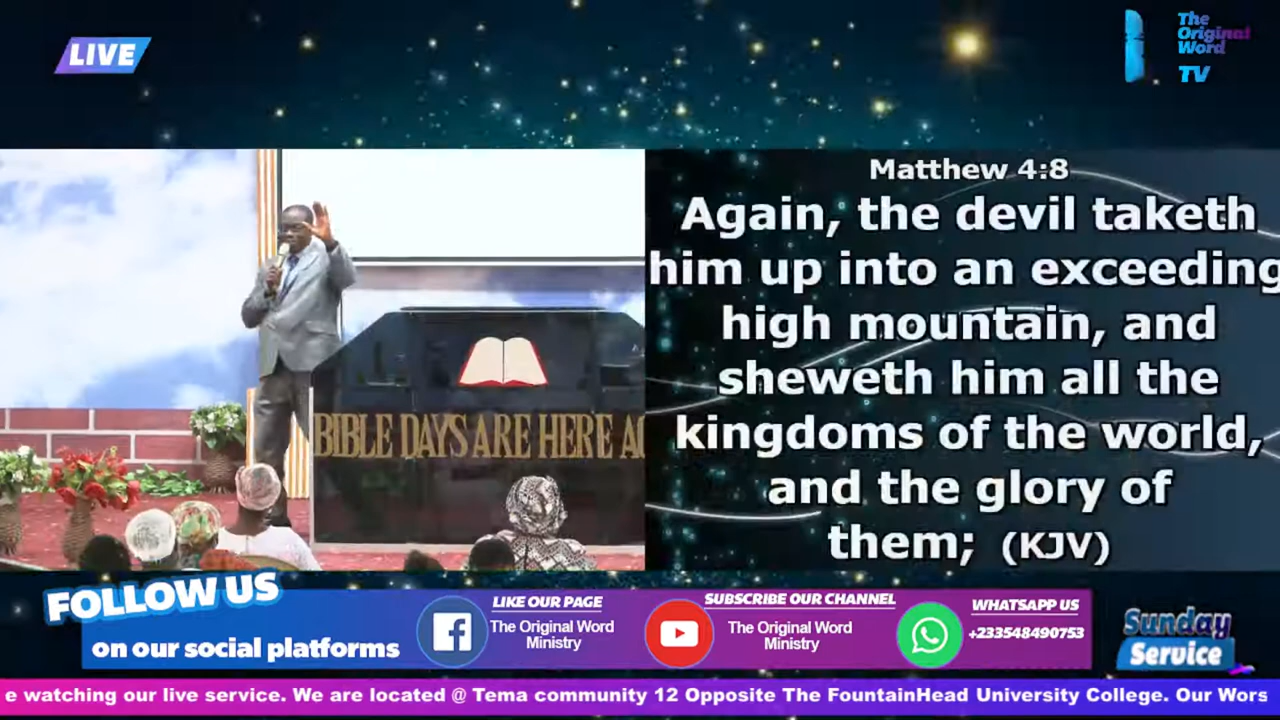 LIVE
The
Original
Word
TV
Matthew 4:8
Again, the devil taketh
him up into an exceeding
high mountain, and
sheweth him all the
kingdoms of the world,
and the glory of
them; (KJV)
BIBLE DAYS ARE HERE AG
FOLLOW US
on our social platforms
LIKE OUR PAGE
The Original Word
Ministry
SUBSCRIBE OUR CHANNEL
The Original Word
Ministry
WHATSAPP US
+233548490753
Sunday
Service
e watching our live service. We are located @ Tema community 12 Opposite The FountainHead University College. Our Wors